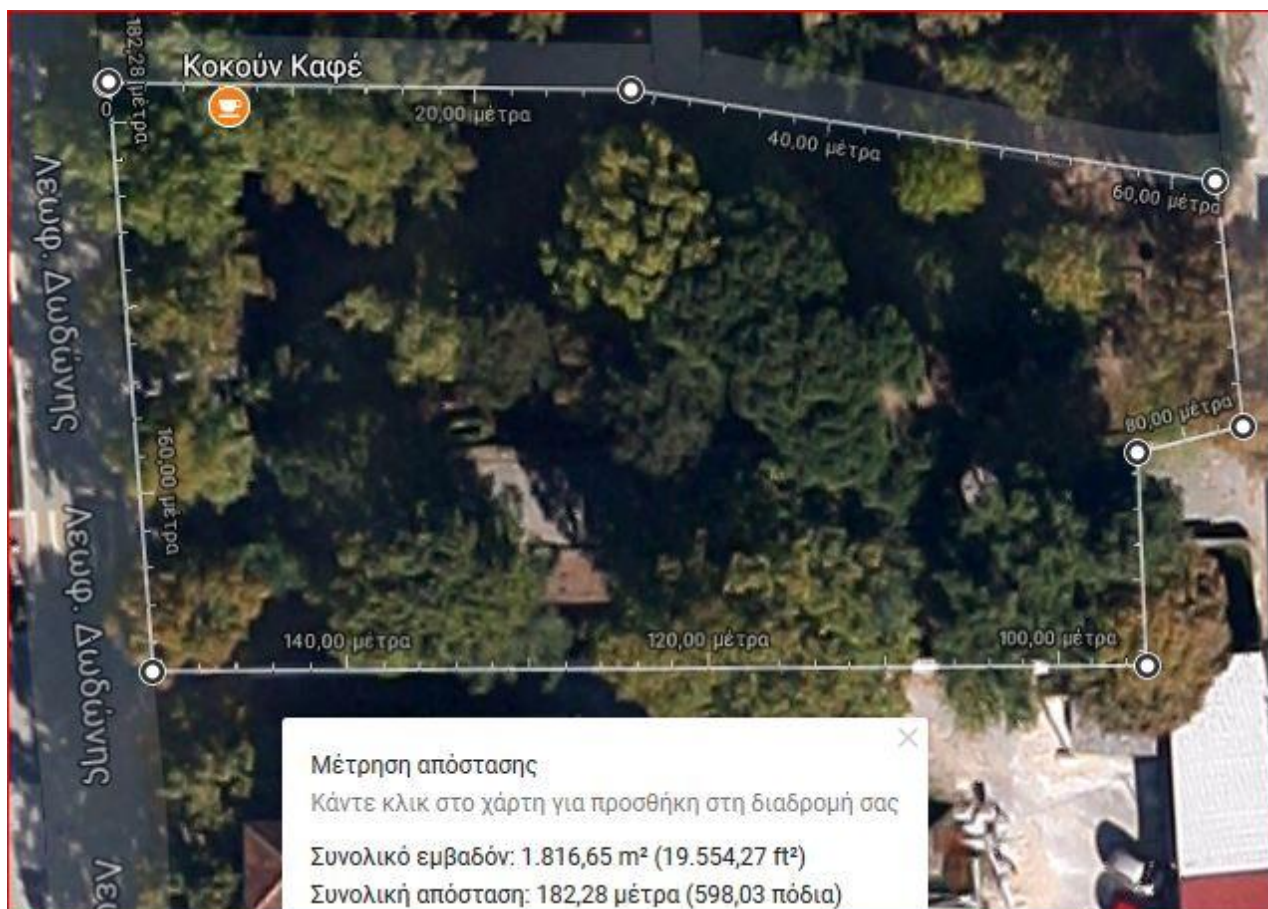 182,28 μέτρα
Κοκούν Καφέ
0
20,00 μέτρα
40,00 μέτρα
60,00 μέτρα
Λεωφ. Δωδώνης
80,00 μέτρα
160,00 μέτρα
Λεωφ. Δωδώνης
140,00 μέτρα
120,00 μέτρα
100,00 μέτρα
Μέτρηση απόστασης
Κάντε κλικ στο χάρτη για προσθήκη στη διαδρομή σας
Συνολικό εμβαδόν: 1.816,65 m² (19.554,27 ft²)
Συνολική απόσταση: 182,28 μέτρα (598,03 πόδια)